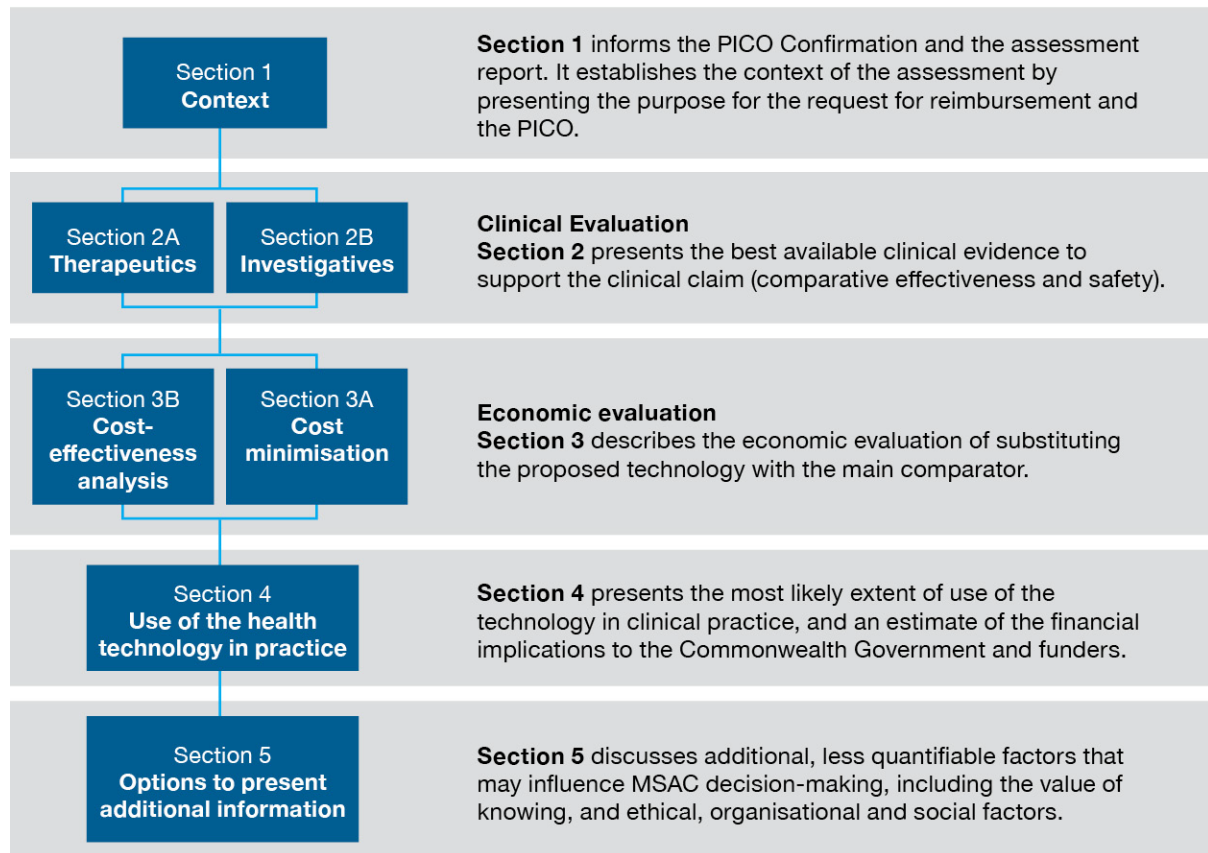 Section 1
Context
Section 1 informs the PICO Confirmation and the assessment
report. It establishes the context of the assessment by
presenting the purpose for the request for reimbursement and
the PICO.
Section 2A
Therapeutics
Section 2B
Investigatives
Clinical Evaluation
Section 2 presents the best available clinical evidence to
support the clinical claim (comparative effectiveness and safety).
Section 3B
Cost-
effectiveness
analysis
Section 3A
Cost
minimisation
Economic evaluation
Section 3 describes the economic evaluation of substituting
the proposed technology with the main comparator.
Section 4
Use of the health
technology in practice
Section 4 presents the most likely extent of use of the
technology in clinical practice, and an estimate of the financial
implications to the Commonwealth Government and funders.
Section 5
Options to present
additional information
Section 5 discusses additional, less quantifiable factors that
may influence MSAC decision-making, including the value of
knowing, and ethical, organisational and social factors.